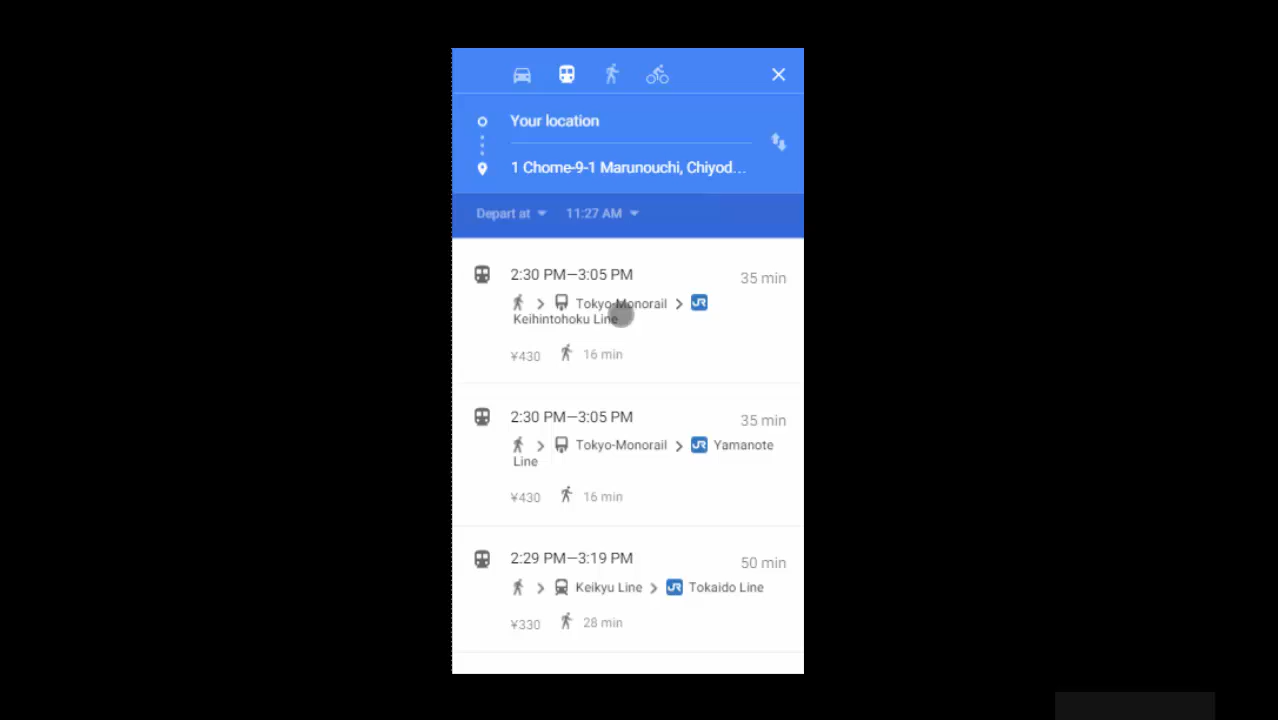 Your location
1 Chome-9-1 Marunouchi, Chiyod...
Depart at 11:27 AM
2:30 PM—3:05 PM 35 min
Tokyo-Monorail JR
Keihintohoku Line
¥430 16 min
2:30 PM—3:05 PM 35 min
Tokyo-Monorail JR Yamanote
Line
¥430 16 min
2:29 PM—3:19 PM 50 min
Keikyu Line JR Tokaido Line
¥330 28 min